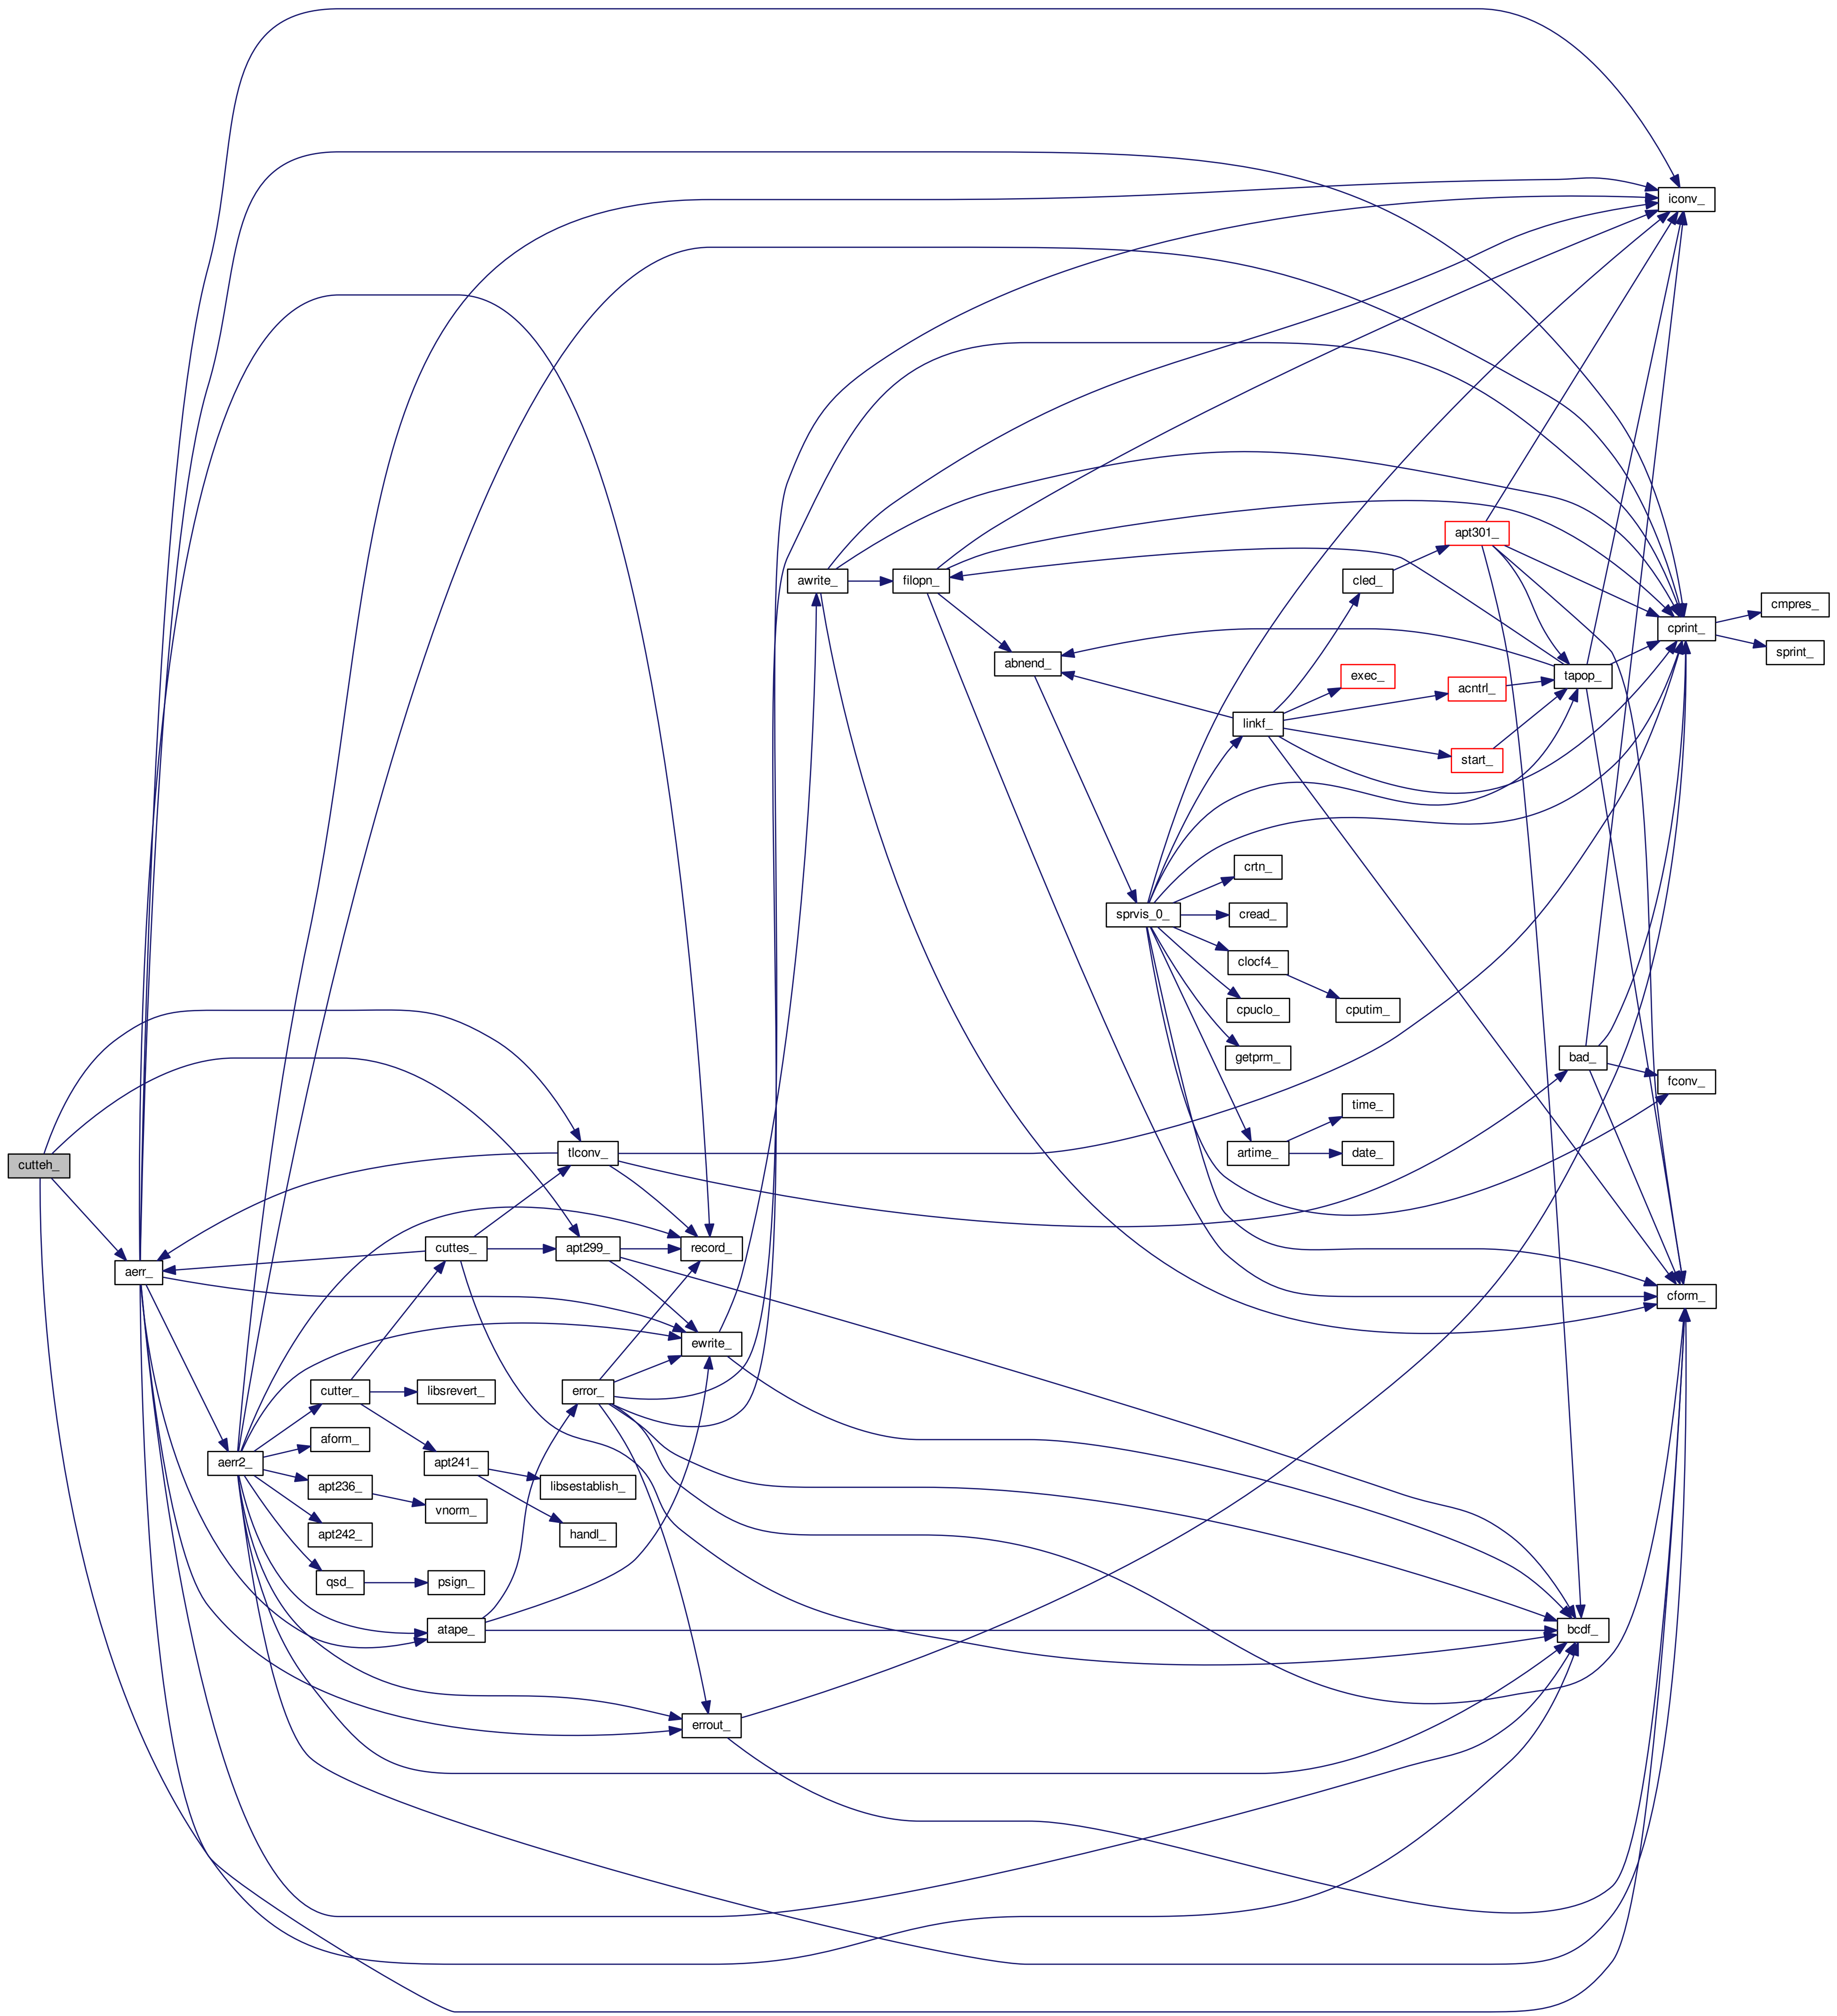 iconv_
awrite_
filopn_
abnend_
cled_
apt301_
exec_
acntrl_
linkf_
start_
tapop_
cprint_
cmpres_
sprint_
crtn_
sprvis_0_
cread_
clocf4_
cpuclo_
cputim_
getprm_
bad_
fconv_
time_
artime_
date_
cutteh_
tlconv_
aerr_
cuttes_
apt299_
record_
cform_
ewrite_
cutter_
libsrevert_
error_
aform_
aerr2_
apt241_
apt236_
libsestablish_
vnorm_
apt242_
handl_
qsd_
psign_
atape_
bcdf_
errout_